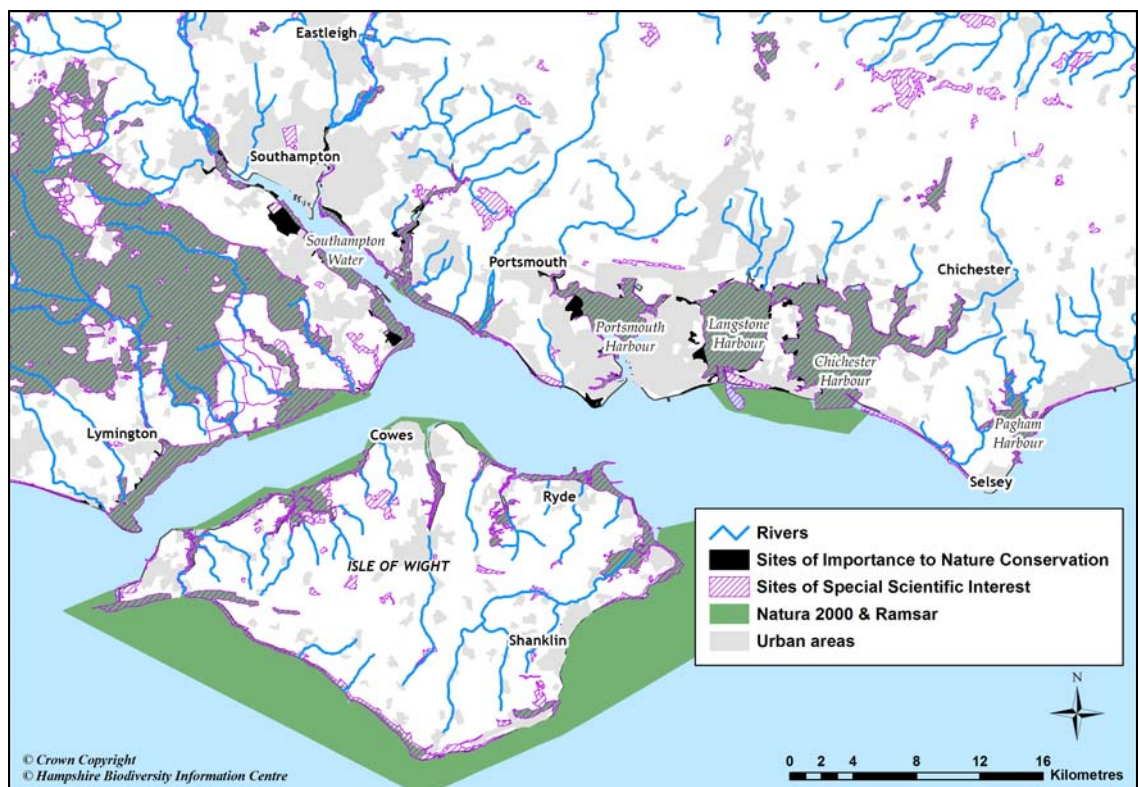 Eastleigh
Southampton
Southampton
Water
Portsmouth
Chichester
Portsmouth
Harbour
Langstone
Harbour
Chichester
Harbour
Pagham
Harbour
Selsey
Lymington
Cowes
Ryde
ISLE OF WIGHT
Shanklin
Rivers
Sites of Importance to Nature Conservation
Sites of Special Scientific Interest
Natura 2000 & Ramsar
Urban areas
N
0 2 4 8 12 16
Kilometres
© Crown Copyright
© Hampshire Biodiversity Information Centre